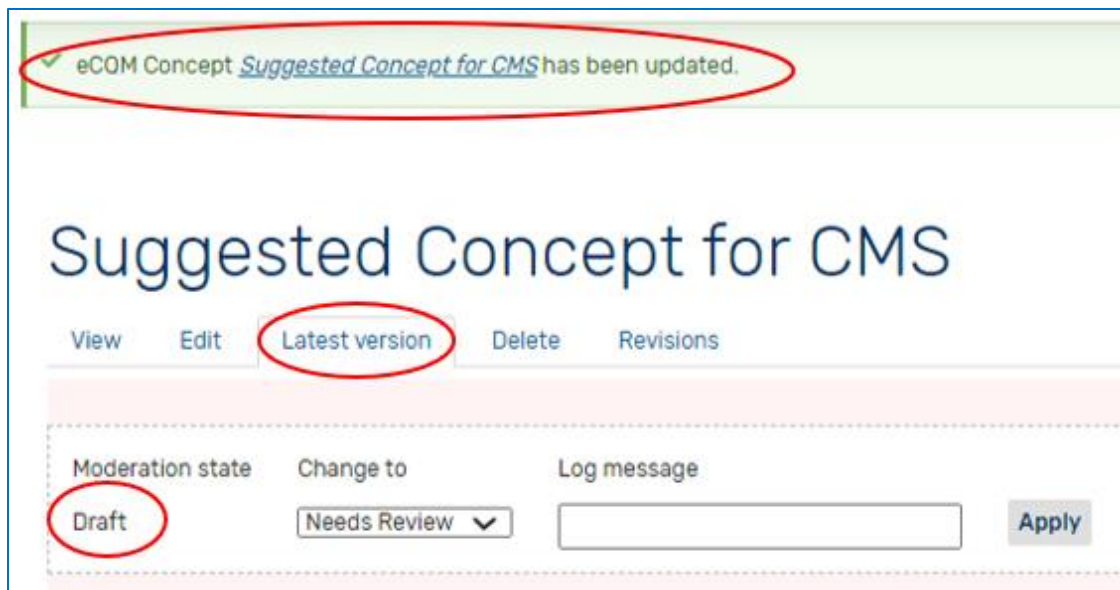 eCOM Concept Suggested Concept for CMS has been updated.
Suggested Concept for CMS
View Edit Latest version Delete Revisions
Moderation state Change to Log message
Draft Needs Review Apply